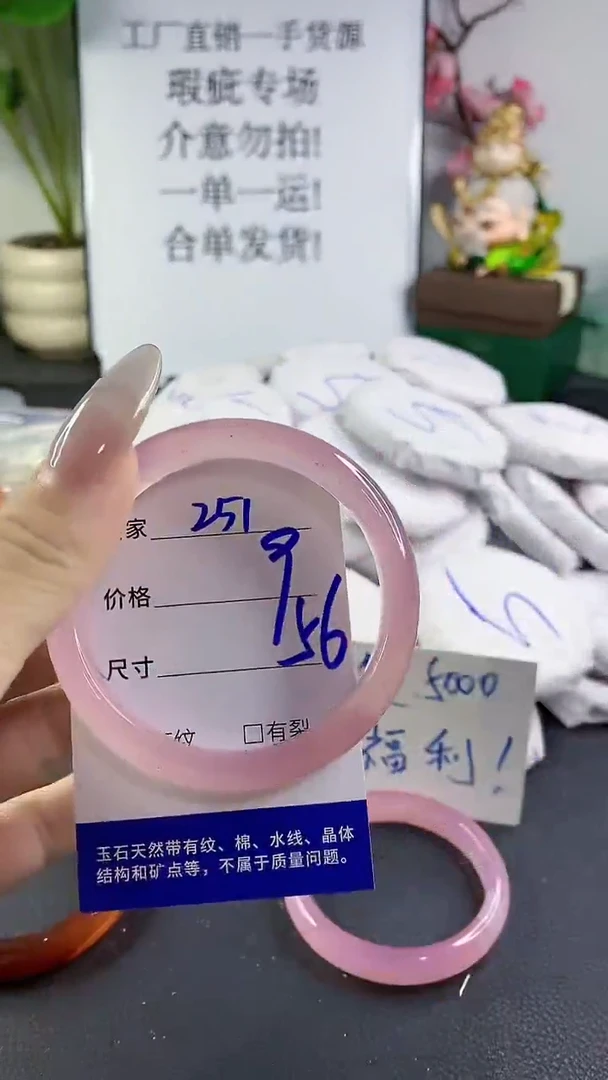 工厂直销一手货源
瑕疵专场
介意勿拍!
一单一运!
合单发货!
家 251
价格 9
尺寸 56
纹 □有裂
5000
福利!
玉石天然带有纹、棉、水线、晶体
结构和矿点等，不属于质量问题。